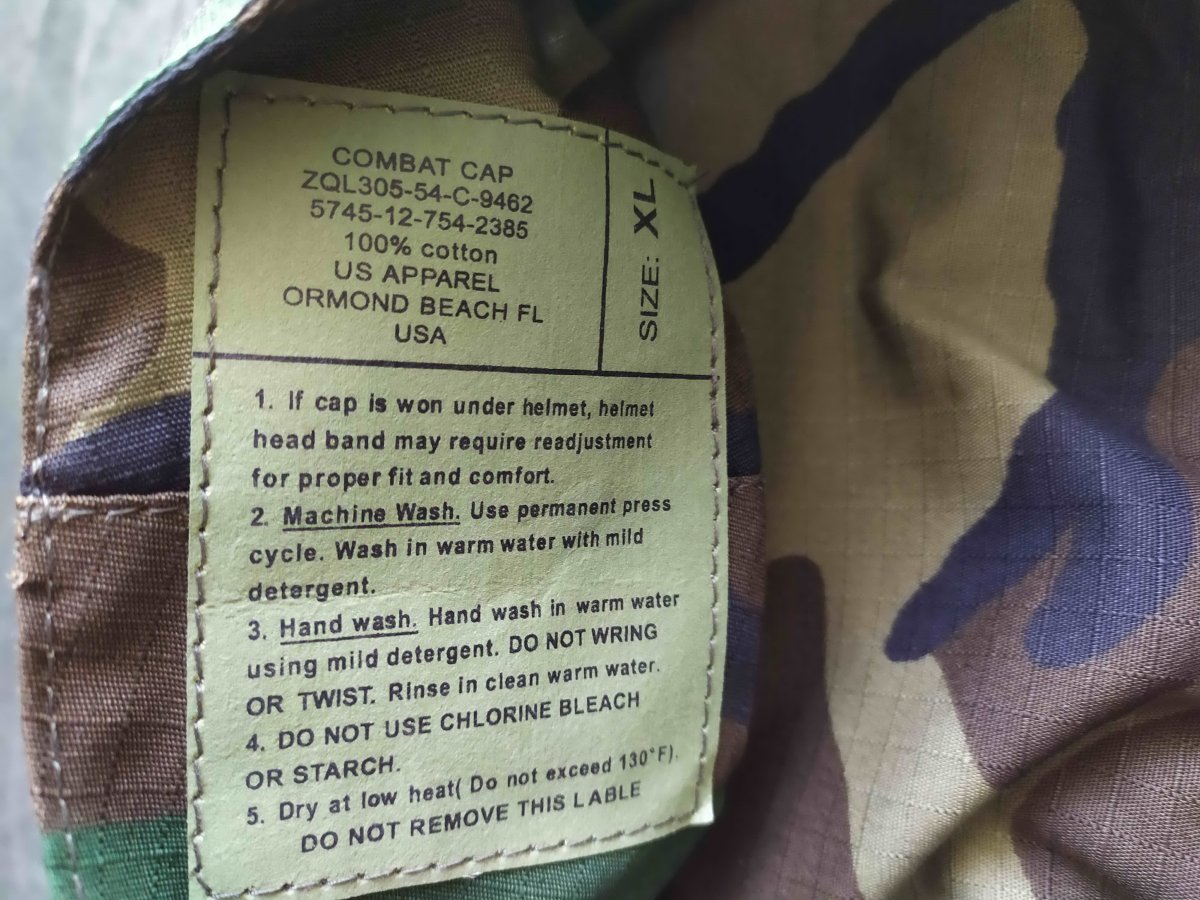 COMBAT CAP
ZQL305-54-C-9462
5745-12-754-2385
100% cotton
US APPAREL
ORMOND BEACH FL
USA
SIZE: XL
1. If cap is won under helmet, helmet
head band may require readjustment
for proper fit and comfort.
2. Machine Wash. Use permanent press
cycle. Wash in warm water with mild
detergent.
3. Hand wash. Hand wash in warm water
using mild detergent. DO NOT WRING
OR TWIST. Rinse in clean warm water.
4. DO NOT USE CHLORINE BLEACH
OR STARCH.
5. Dry at low heat( Do not exceed 130°F).
DO NOT REMOVE THIS LABLE